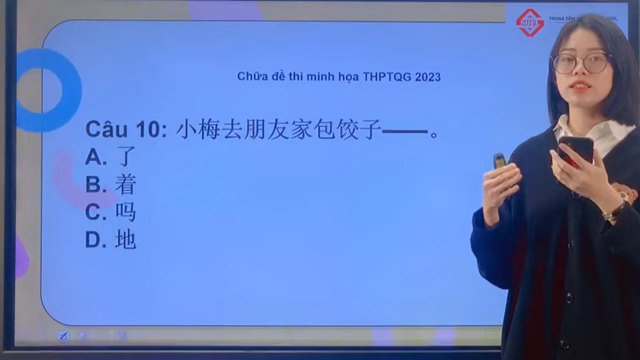 Chữa đề thi minh họa THPTQG 2023
Câu 10: 小梅去朋友家包饺子——。
A. 了
B. 着
C. 吗
D. 地